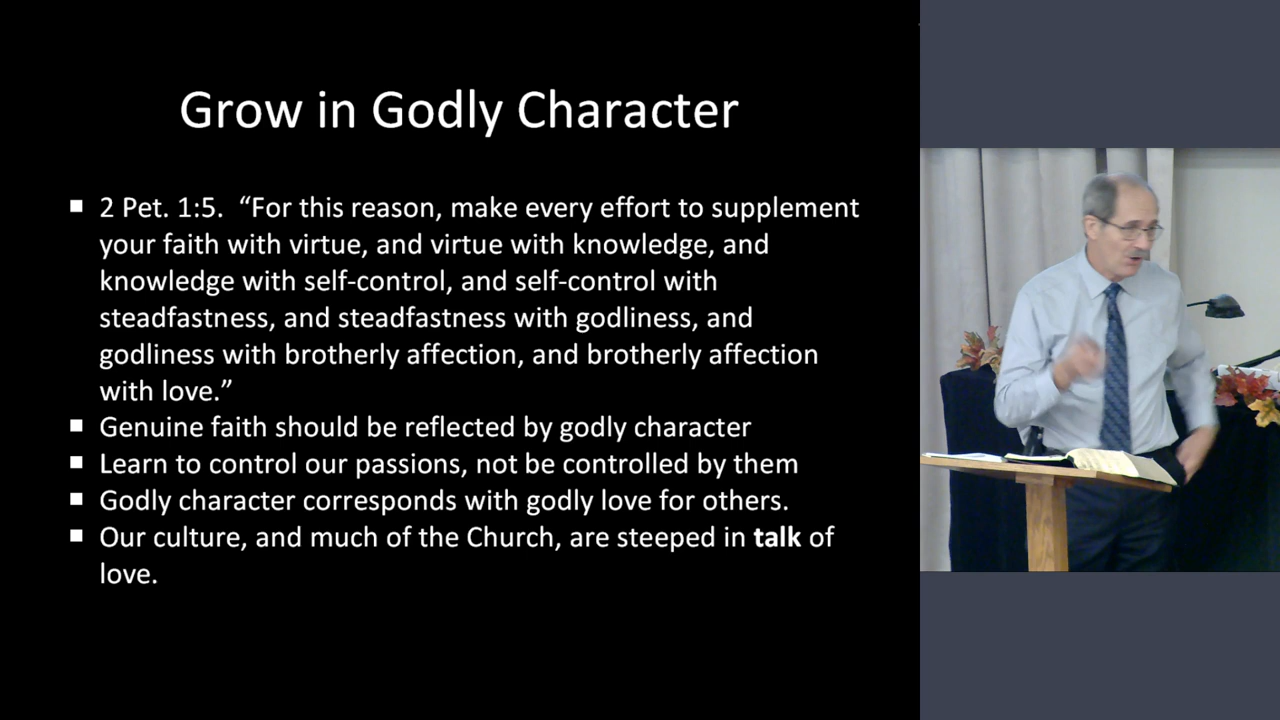 Grow in Godly Character
▪ 2 Pet. 1:5. “For this reason, make every effort to supplement
your faith with virtue, and virtue with knowledge, and
knowledge with self-control, and self-control with
steadfastness, and steadfastness with godliness, and
godliness with brotherly affection, and brotherly affection
with love.”
▪ Genuine faith should be reflected by godly character
▪ Learn to control our passions, not be controlled by them
▪ Godly character corresponds with godly love for others.
▪ Our culture, and much of the Church, are steeped in talk of
love.